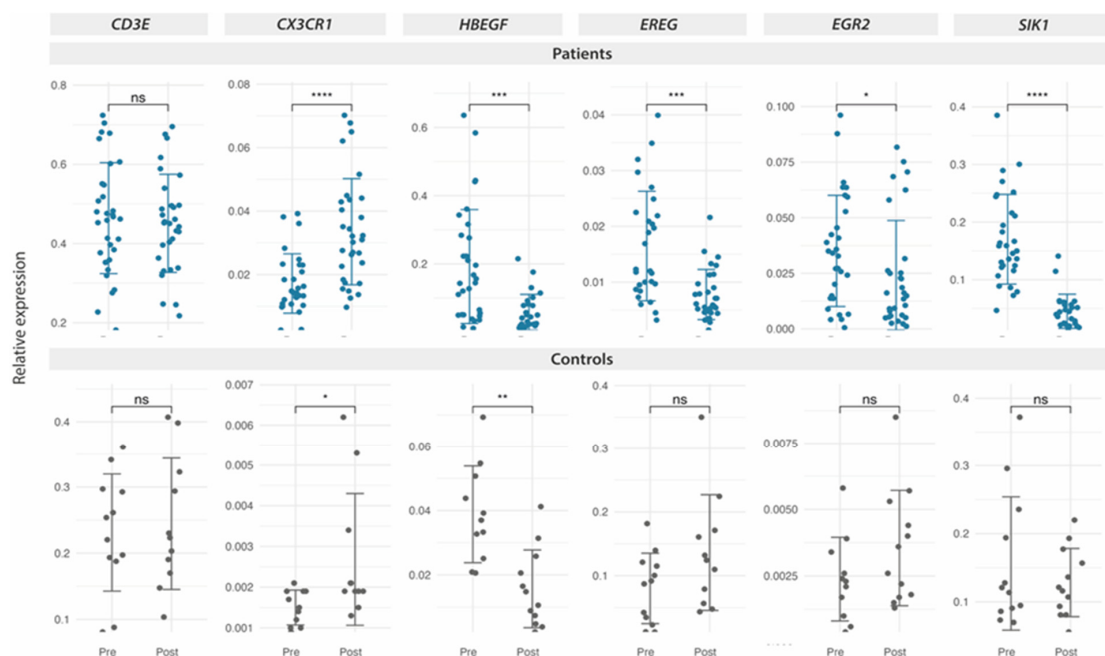 CD3E CX3CR1 HBEGF EREG EGR2 SIK1
Patients
ns **** *** *** * ****
0.8 0.6 0.4 0.2
0.08 0.06 0.04 0.02
0.6 0.4 0.2
0.04 0.03 0.02 0.01
0.100 0.075 0.050 0.025 0.000
0.4 0.3 0.2 0.1
Relative expression
Controls
ns * ** ns ns ns
0.4 0.3 0.2 0.1
0.007 0.006 0.005 0.004 0.003 0.002 0.001
0.06 0.04 0.02
0.4 0.3 0.2 0.1
0.0075 0.0050 0.0025
0.4 0.3 0.2 0.1
Pre Post Pre Post Pre Post Pre Post Pre Post Pre Post